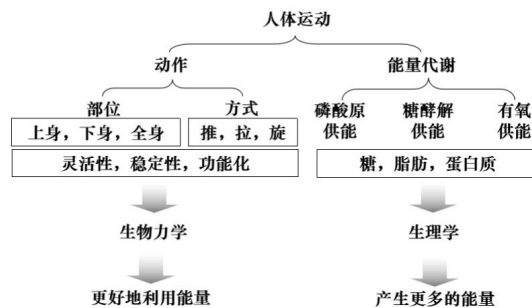 人体运动
动作 能量代谢
部位 方式 磷酸原供能 糖酵解供能 有氧供能
上身，下身，全身 推，拉，旋
灵活性，稳定性，功能化 糖，脂肪，蛋白质
生物力学 生理学
更好地利用能量 产生更多的能量